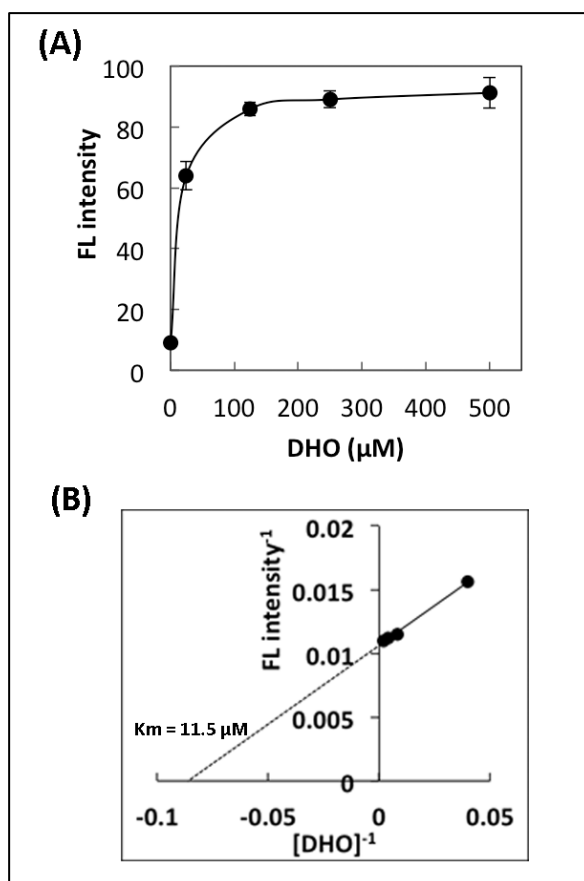 (A)
FL intensity
100
80
60
40
20
0
0 100 200 300 400 500
DHO (μM)
(B)
FL intensity⁻¹
0.02
0.015
0.01
0.005
0
Km = 11.5 μM
-0.1 -0.05 0 0.05
[DHO]⁻¹